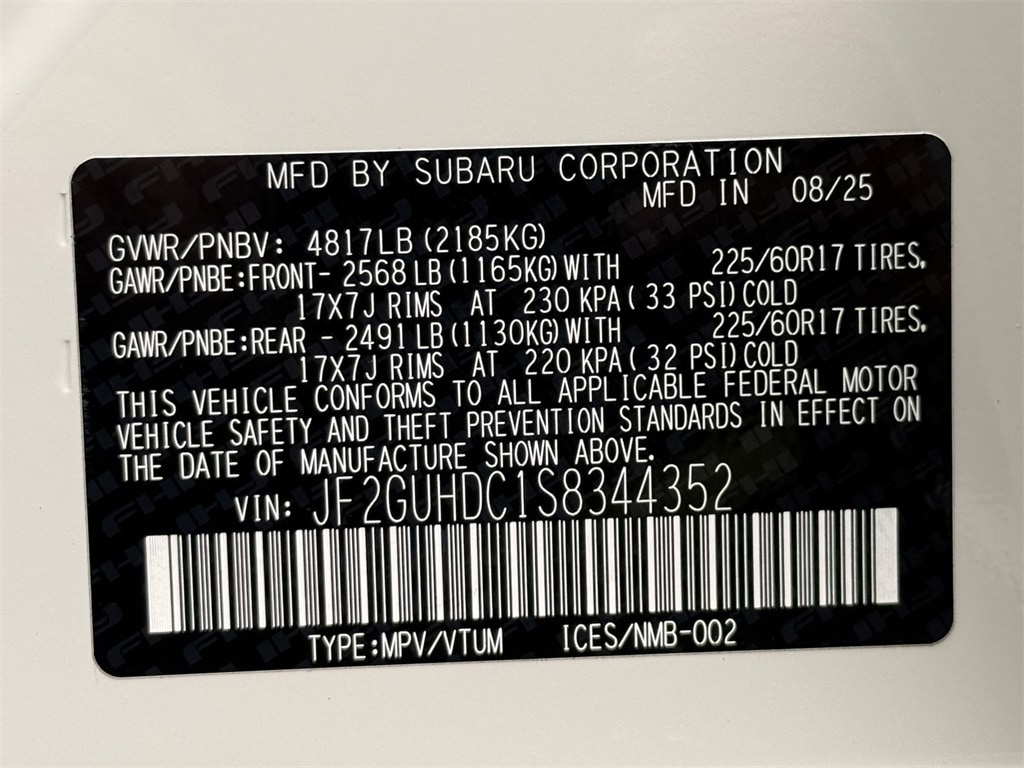 MFD BY SUBARU CORPORATION
MFD IN 08/25
GVWR/PNBV: 4817LB (2185KG)
GAWR/PNBE:FRONT- 2568 LB (1165KG) WITH 225/60R17 TIRES,
17X7J RIMS AT 230 KPA ( 33 PSI) COLD
GAWR/PNBE:REAR - 2491 LB (1130KG) WITH 225/60R17 TIRES,
17X7J RIMS AT 220 KPA ( 32 PSI) COLD
THIS VEHICLE CONFORMS TO ALL APPLICABLE FEDERAL MOTOR
VEHICLE SAFETY AND THEFT PREVENTION STANDARDS IN EFFECT ON
THE DATE OF MANUFACTURE SHOWN ABOVE.
VIN: JF2GUHDC1S8344352
TYPE:MPV/VTUM ICES/NMB-002